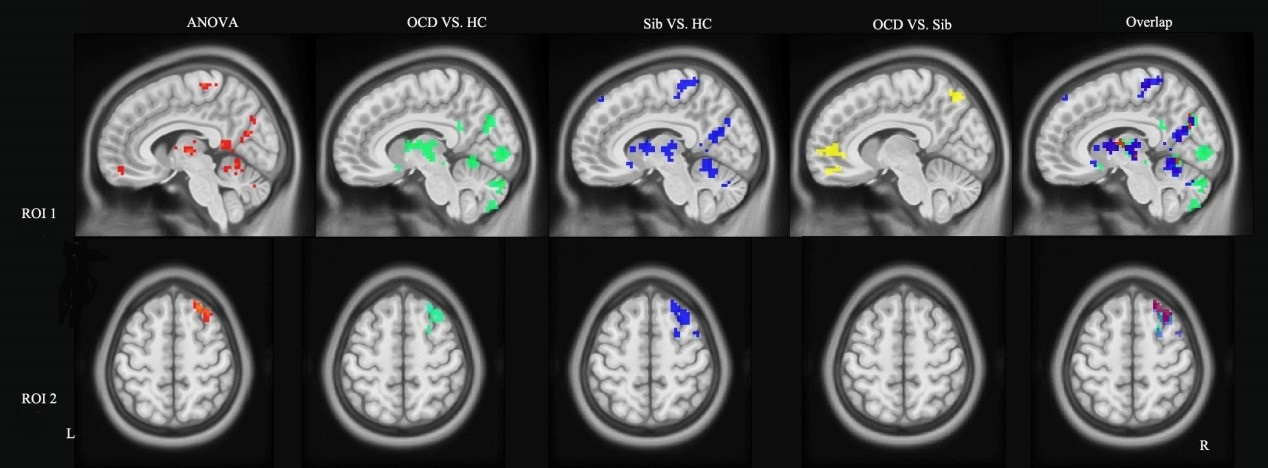 ANOVA
OCD VS. HC
Sib VS. HC
OCD VS. Sib
Overlap
ROI 1
ROI 2
L
R